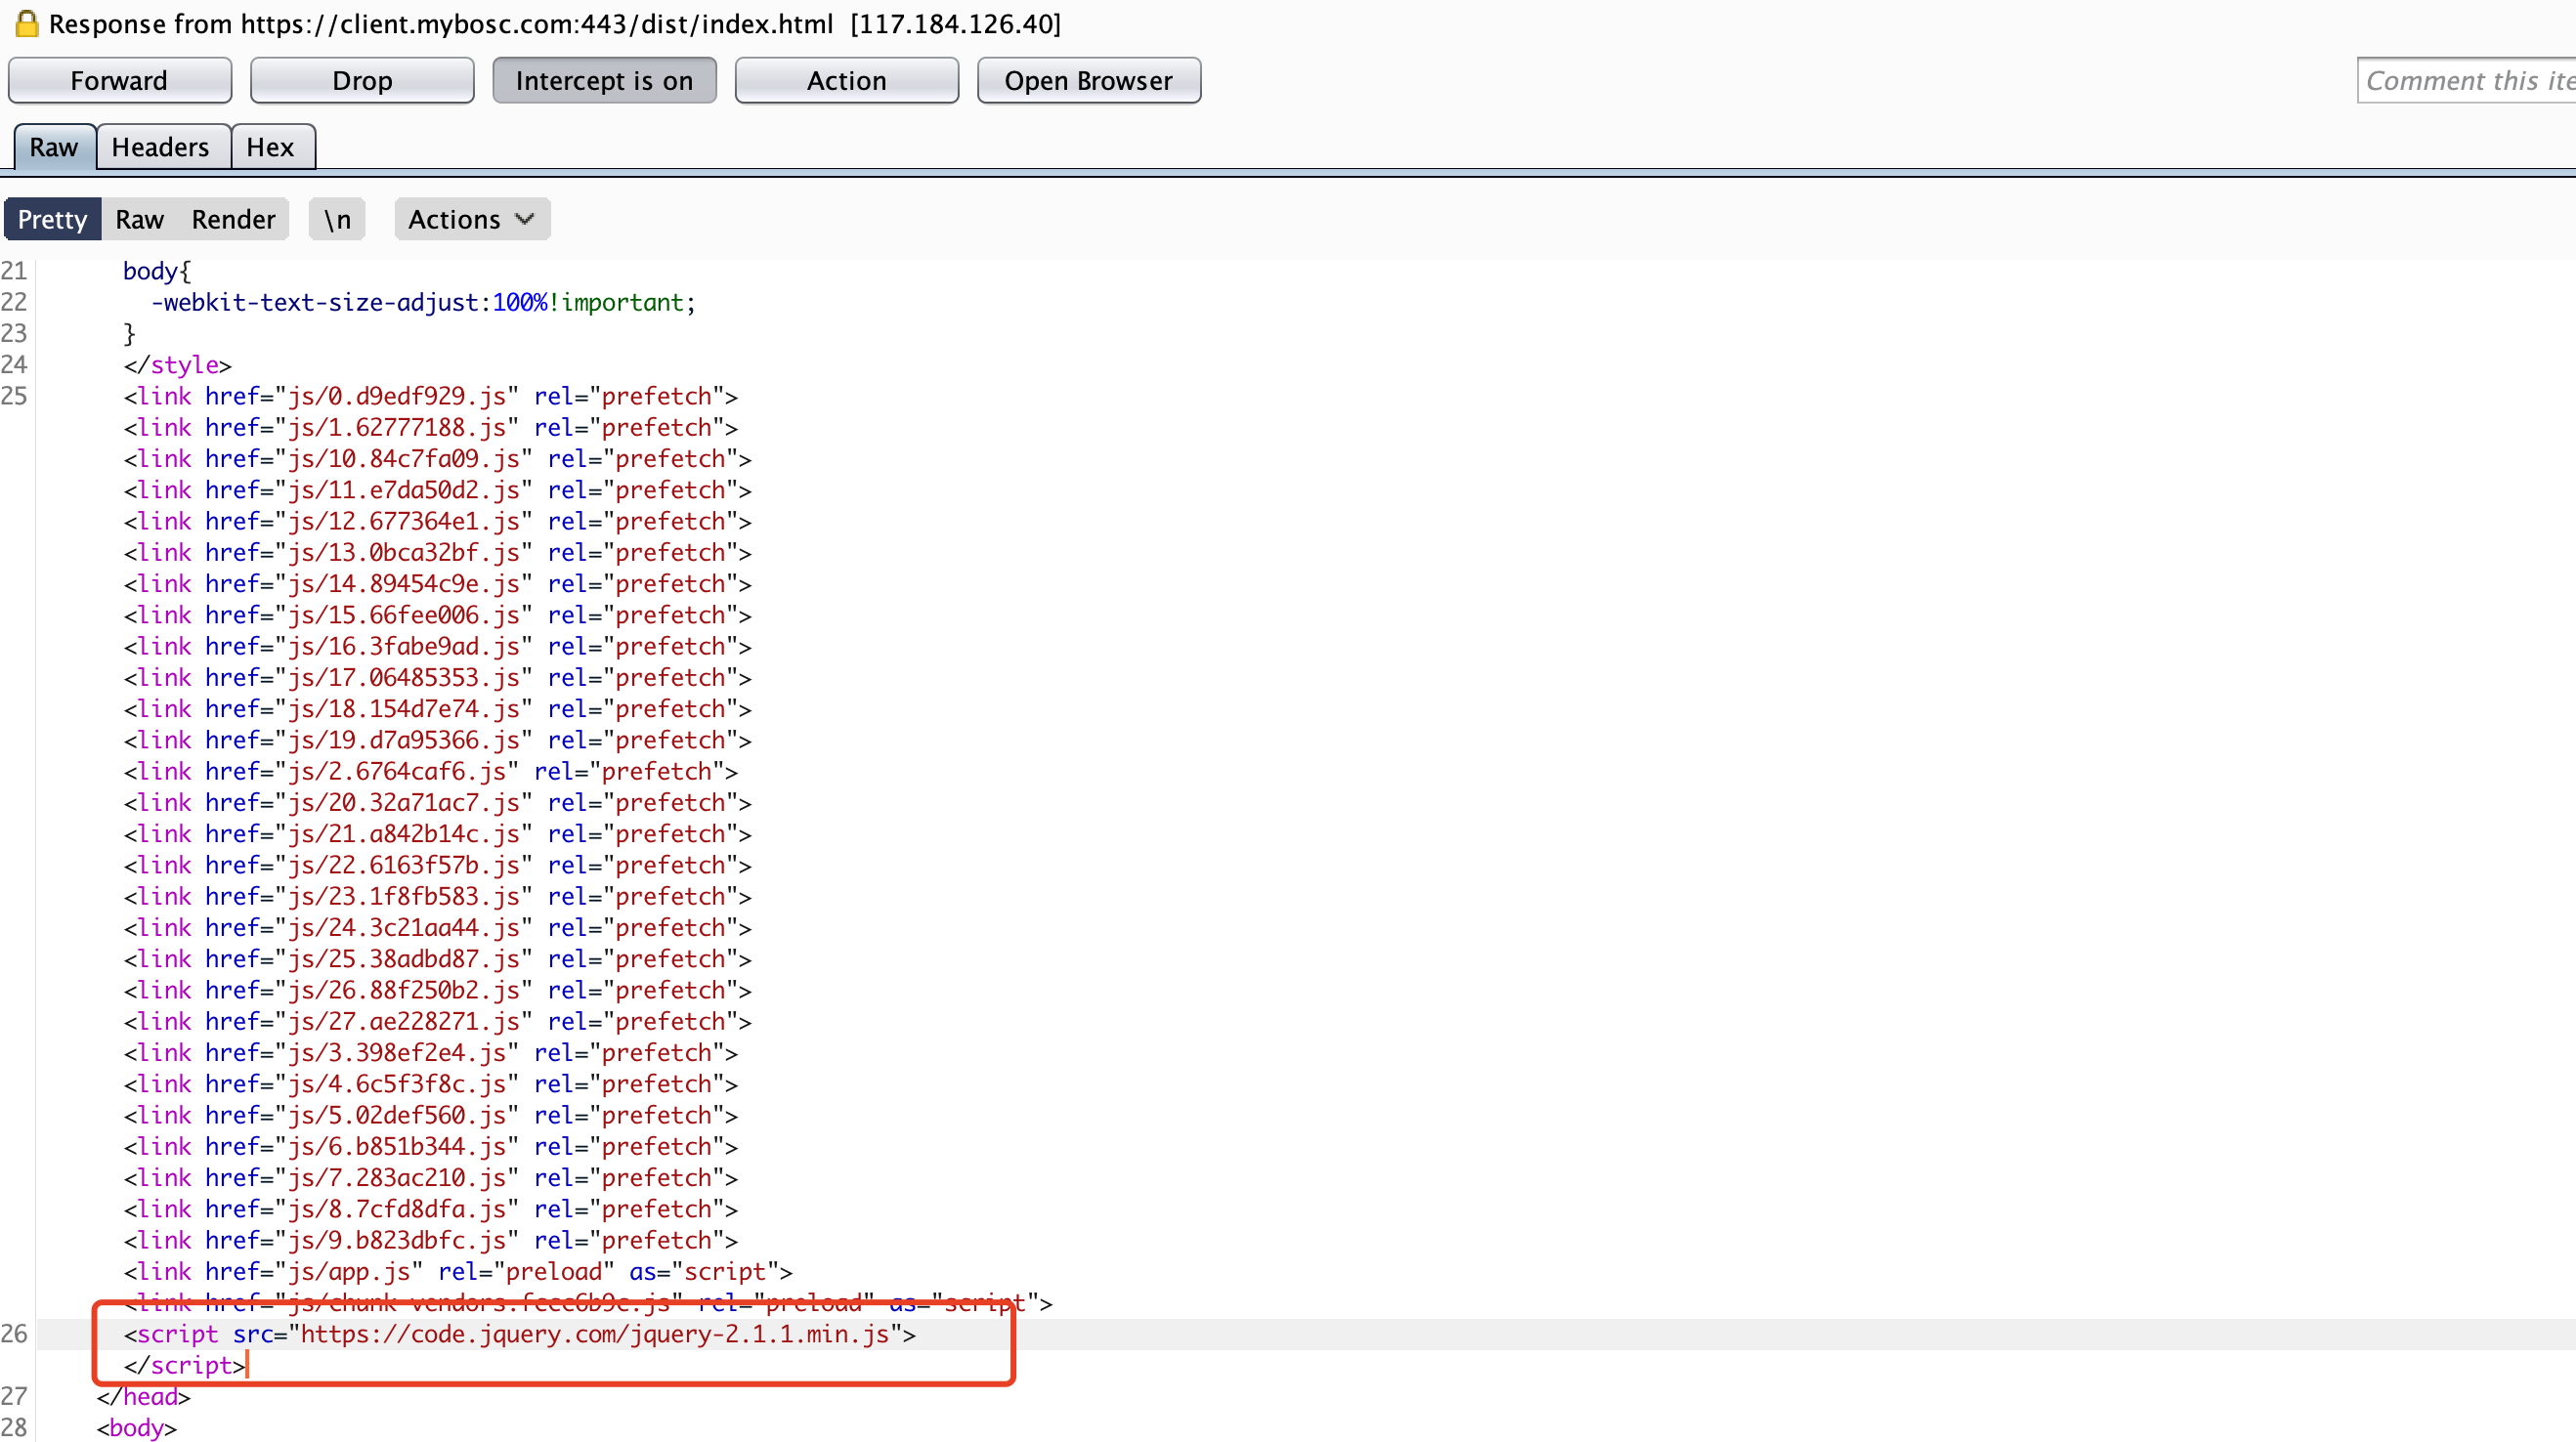 Response from https://client.mybosc.com:443/dist/index.html [117.184.126.40]
Forward Drop Intercept is on Action Open Browser Comment this ite
Raw Headers Hex
Pretty Raw Render \n Actions
21 body{
22 -webkit-text-size-adjust:100%!important;
23 }
24 </style>
25 <link href="js/0.d9edf929.js" rel="prefetch">
<link href="js/1.62777188.js" rel="prefetch">
<link href="js/10.84c7fa09.js" rel="prefetch">
<link href="js/11.e7da50d2.js" rel="prefetch">
<link href="js/12.677364e1.js" rel="prefetch">
<link href="js/13.0bca32bf.js" rel="prefetch">
<link href="js/14.89454c9e.js" rel="prefetch">
<link href="js/15.66fee006.js" rel="prefetch">
<link href="js/16.3fabe9ad.js" rel="prefetch">
<link href="js/17.06485353.js" rel="prefetch">
<link href="js/18.154d7e74.js" rel="prefetch">
<link href="js/19.d7a95366.js" rel="prefetch">
<link href="js/2.6764caf6.js" rel="prefetch">
<link href="js/20.32a71ac7.js" rel="prefetch">
<link href="js/21.a842b14c.js" rel="prefetch">
<link href="js/22.6163f57b.js" rel="prefetch">
<link href="js/23.1f8fb583.js" rel="prefetch">
<link href="js/24.3c21aa44.js" rel="prefetch">
<link href="js/25.38adbd87.js" rel="prefetch">
<link href="js/26.88f250b2.js" rel="prefetch">
<link href="js/27.ae228271.js" rel="prefetch">
<link href="js/3.398ef2e4.js" rel="prefetch">
<link href="js/4.6c5f3f8c.js" rel="prefetch">
<link href="js/5.02def560.js" rel="prefetch">
<link href="js/6.b851b344.js" rel="prefetch">
<link href="js/7.283ac210.js" rel="prefetch">
<link href="js/8.7cfd8dfa.js" rel="prefetch">
<link href="js/9.b823dbfc.js" rel="prefetch">
<link href="js/app.js" rel="preload" as="script">
<link rel="preload" as="script">
26 <script src="https://code.jquery.com/jquery-2.1.1.min.js">
</script>
27 </head>
28 <body>